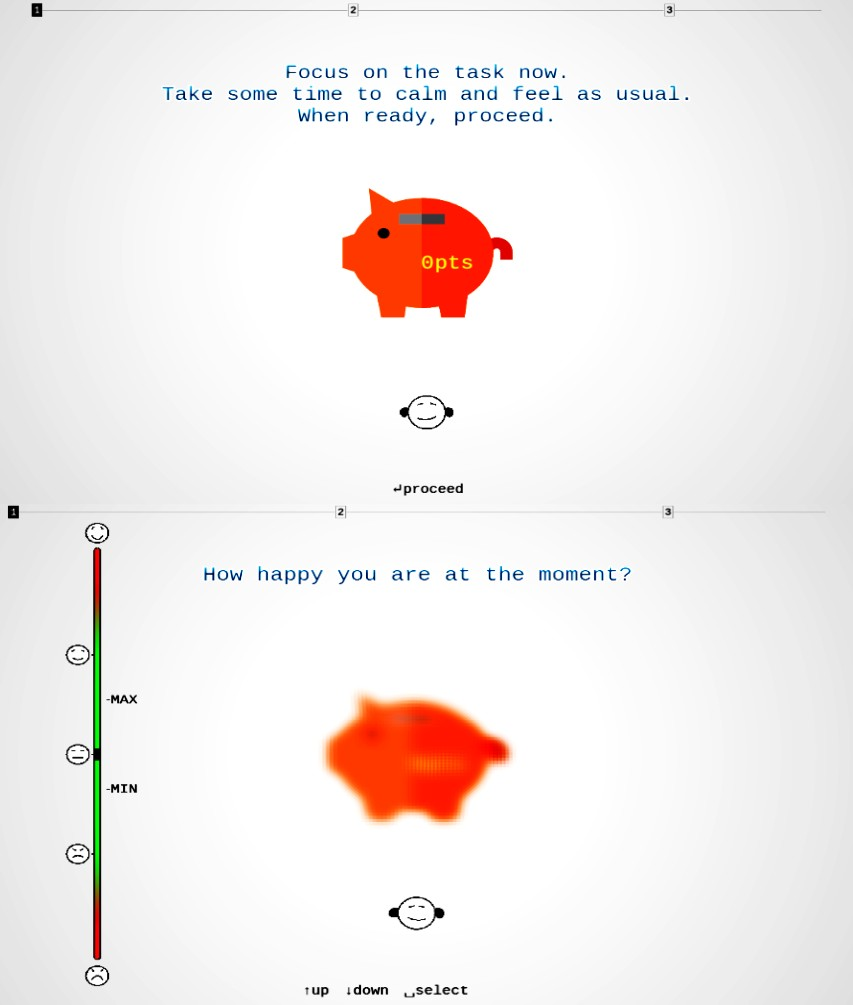 1 2 3
Focus on the task now.
Take some time to calm and feel as usual.
When ready, proceed.
0pts
↵proceed
1 2 3
How happy you are at the moment?
-MAX
-MIN
↑up ↓down ␣select